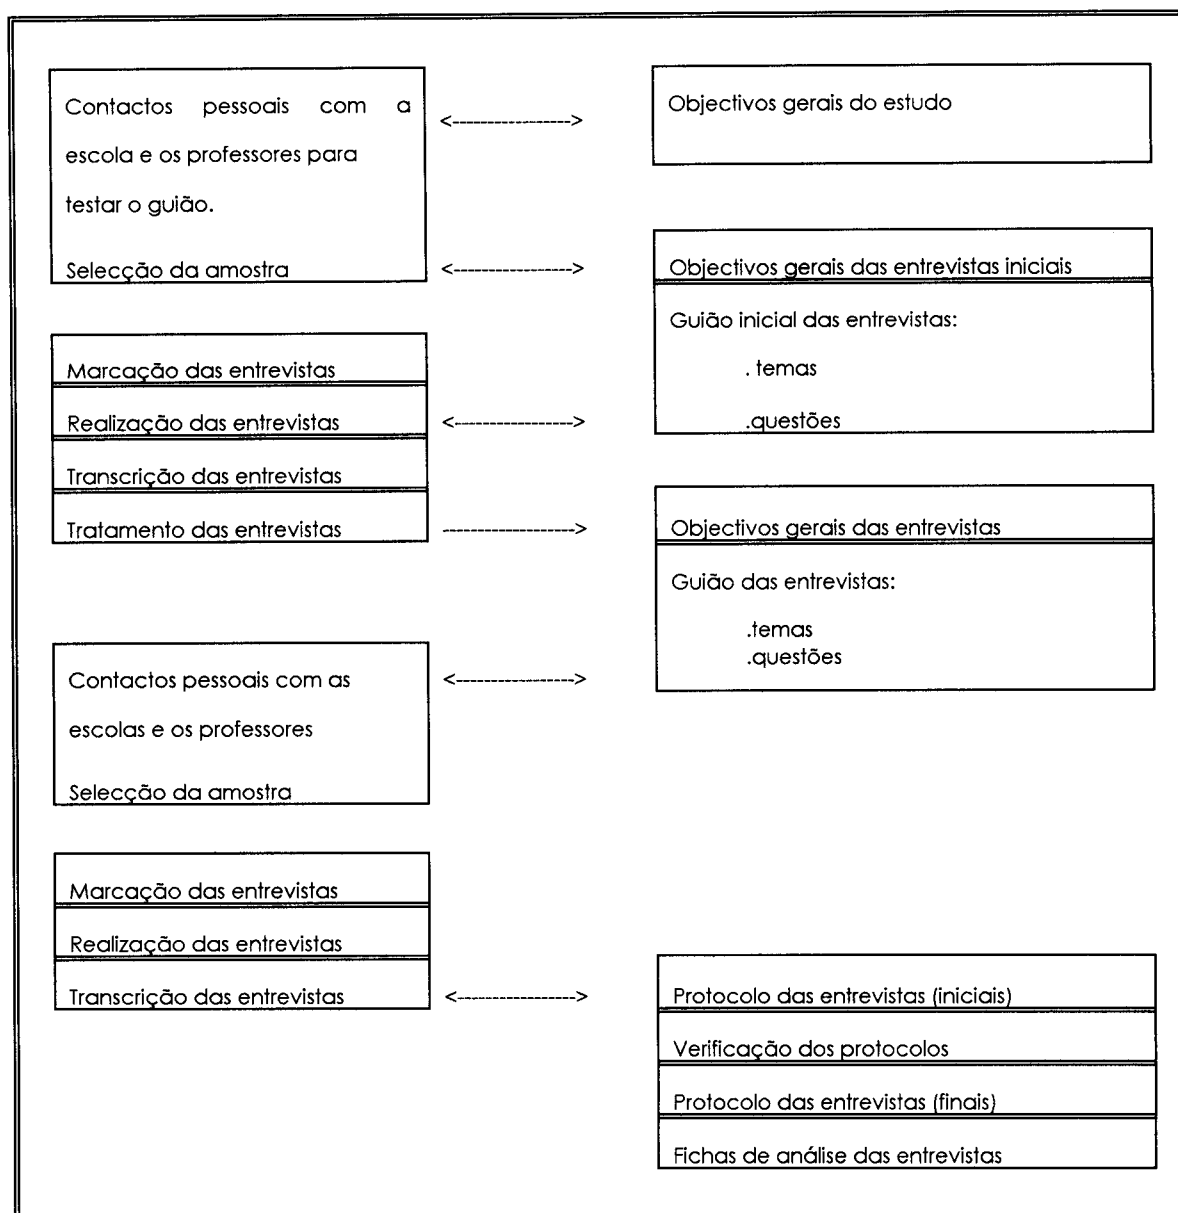 Contactos pessoais com a
escola e os professores para
testar o guião.
Selecção da amostra
<--------------->
Objectivos gerais do estudo
<--------------->
Objectivos gerais das entrevistas iniciais
Guião inicial das entrevistas:
. temas
.questões
Marcação das entrevistas
Realização das entrevistas
<--------------->
Transcrição das entrevistas
Tratamento das entrevistas
--------------->
Objectivos gerais das entrevistas
Guião das entrevistas:
.temas
.questões
Contactos pessoais com as
escolas e os professores
Selecção da amostra
<--------------->
Marcação das entrevistas
Realização das entrevistas
Transcrição das entrevistas
<--------------->
Protocolo das entrevistas (iniciais)
Verificação dos protocolos
Protocolo das entrevistas (finais)
Fichas de análise das entrevistas